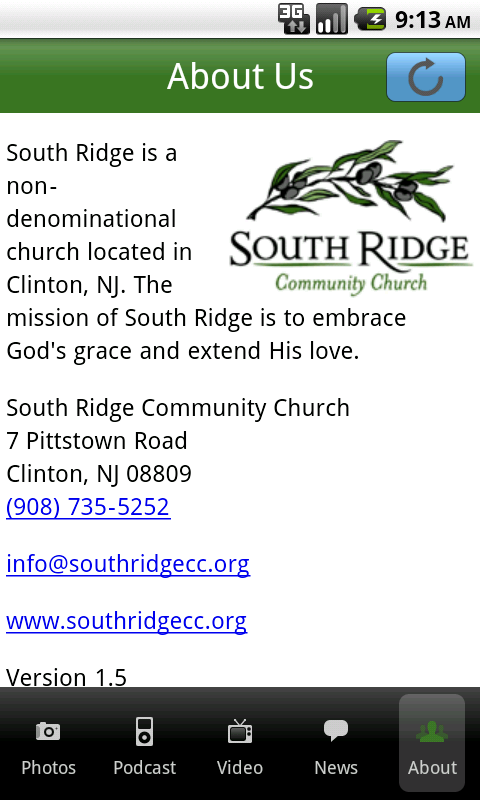 3G
9:13 AM
About Us
South Ridge is a
non-
denominational
church located in
Clinton, NJ. The
mission of South Ridge is to embrace
God's grace and extend His love.
SOUTH RIDGE
Community Church
South Ridge Community Church
7 Pittstown Road
Clinton, NJ 08809
(908) 735-5252
info@southridgecc.org
www.southridgecc.org
Version 1.5
Photos
Podcast
Video
News
About